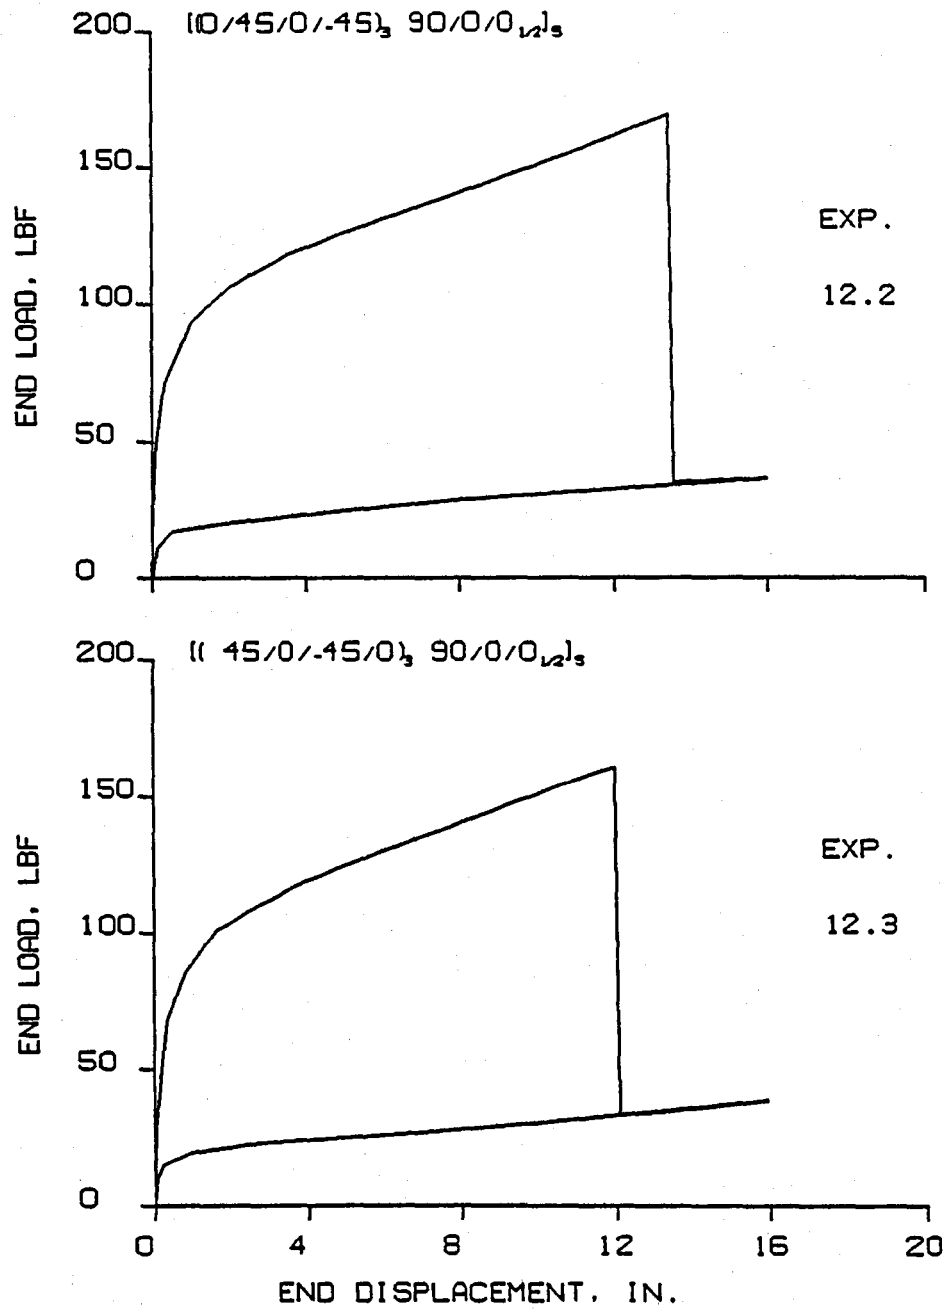 [(0/45/0/-45)₃ 90/0/0₁/₂]ₛ
200
150
100
50
0
END LOAD, LBF
EXP.
12.2
[( 45/0/-45/0)₃ 90/0/0₁/₂]ₛ
200
150
100
50
0
END LOAD, LBF
EXP.
12.3
0 4 8 12 16 20
END DISPLACEMENT, IN.